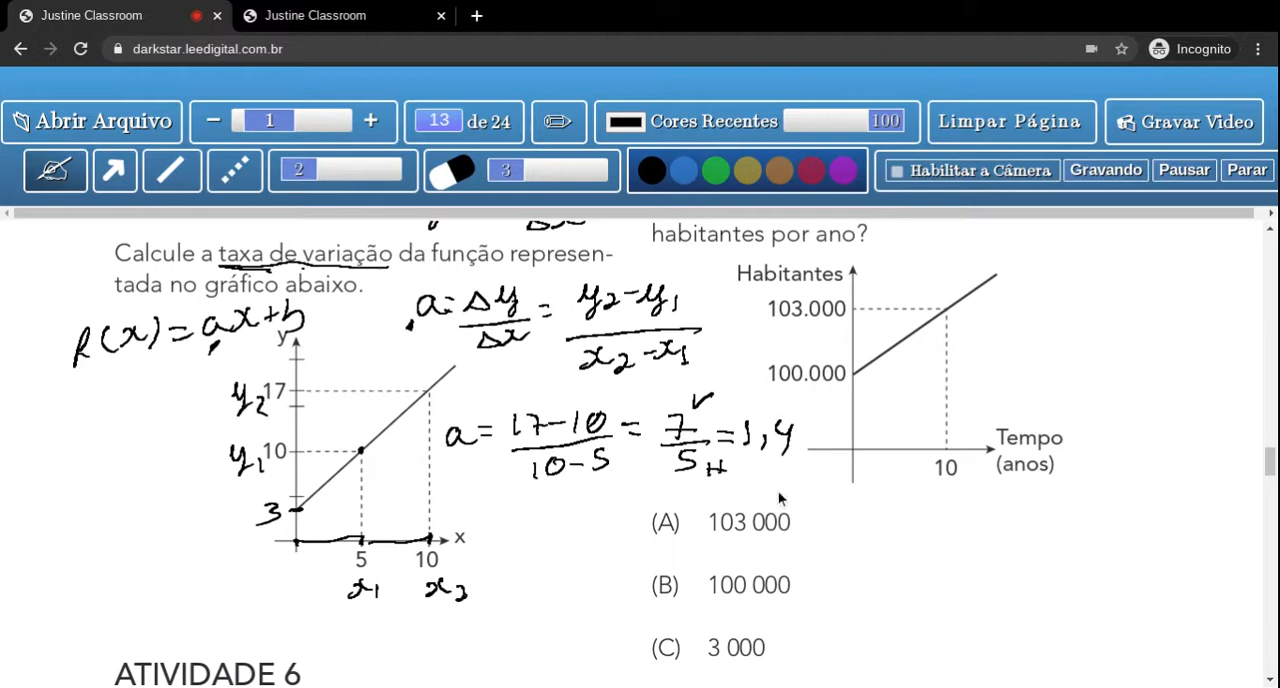 Justine Classroom
Justine Classroom
darkstar.leedigital.com.br
Incognito
Abrir Arquivo
− 1 +
13 de 24
Cores Recentes 100
Limpar Página
Gravar Video
2
3
Habilitar a Câmera
Gravando
Pausar
Parar
Calcule a taxa de variação da função represen-
tada no gráfico abaixo.
f(x) = ax + b
a = Δy/Δx = y2 - y1 / x2 - x1
y
y2 17
y1 10
3
5 10 x
x1
a = 17 - 10 / 10 - 5 = 7/5 = 1,4
ATIVIDADE 6
habitantes por ano?
Habitantes
103.000
100.000
10
Tempo
(anos)
(A) 103 000
(B) 100 000
(C) 3 000